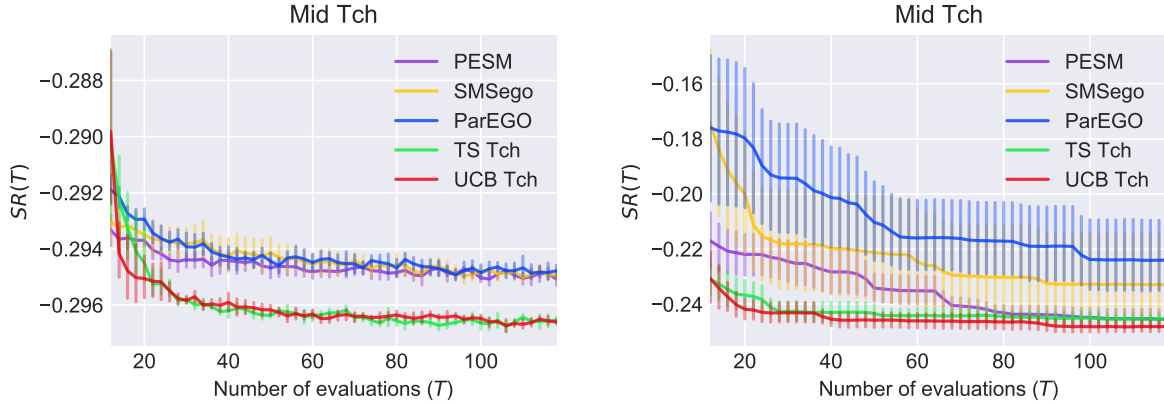 Mid Tch
−0.288
−0.290
−0.292
−0.294
−0.296
SR(T)
PESM
SMSego
ParEGO
TS Tch
UCB Tch
20 40 60 80 100
Number of evaluations (T)
Mid Tch
−0.16
−0.18
−0.20
−0.22
−0.24
SR(T)
PESM
SMSego
ParEGO
TS Tch
UCB Tch
20 40 60 80 100
Number of evaluations (T)